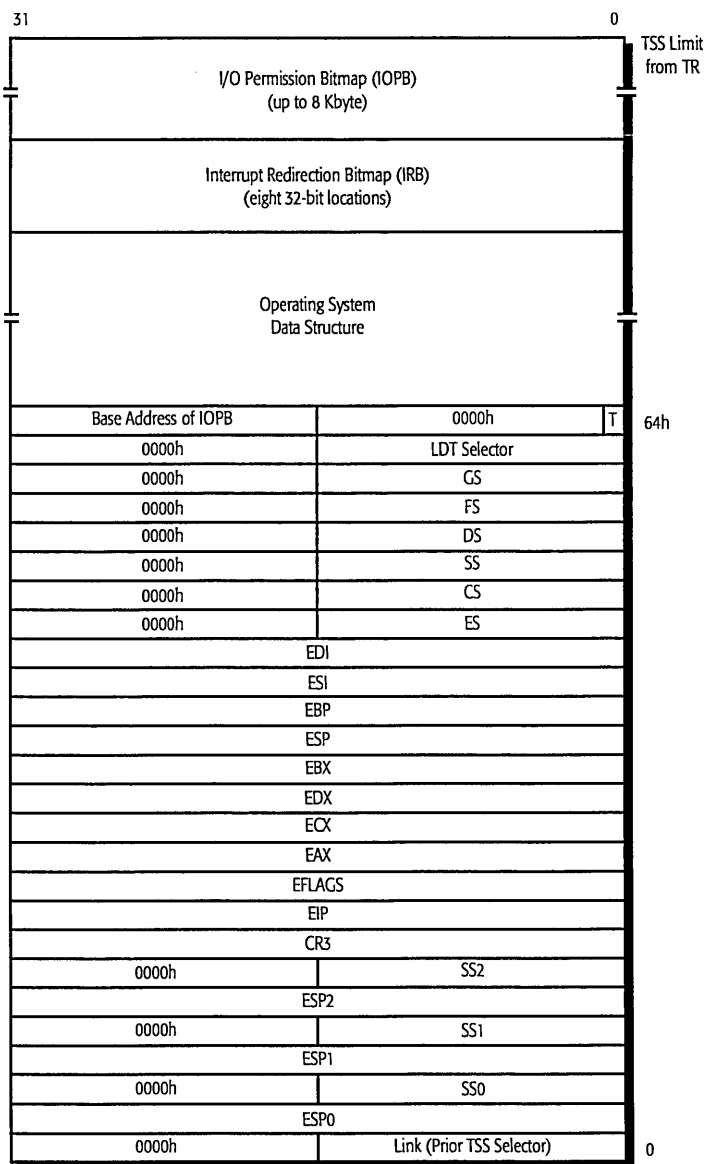 31 0
TSS Limit
from TR
I/O Permission Bitmap (IOPB)
(up to 8 Kbyte)
Interrupt Redirection Bitmap (IRB)
(eight 32-bit locations)
Operating System
Data Structure
Base Address of IOPB 0000h T 64h
0000h LDT Selector
0000h GS
0000h FS
0000h DS
0000h SS
0000h CS
0000h ES
EDI
ESI
EBP
ESP
EBX
EDX
ECX
EAX
EFLAGS
EIP
CR3
0000h SS2
ESP2
0000h SS1
ESP1
0000h SS0
ESP0
0000h Link (Prior TSS Selector) 0